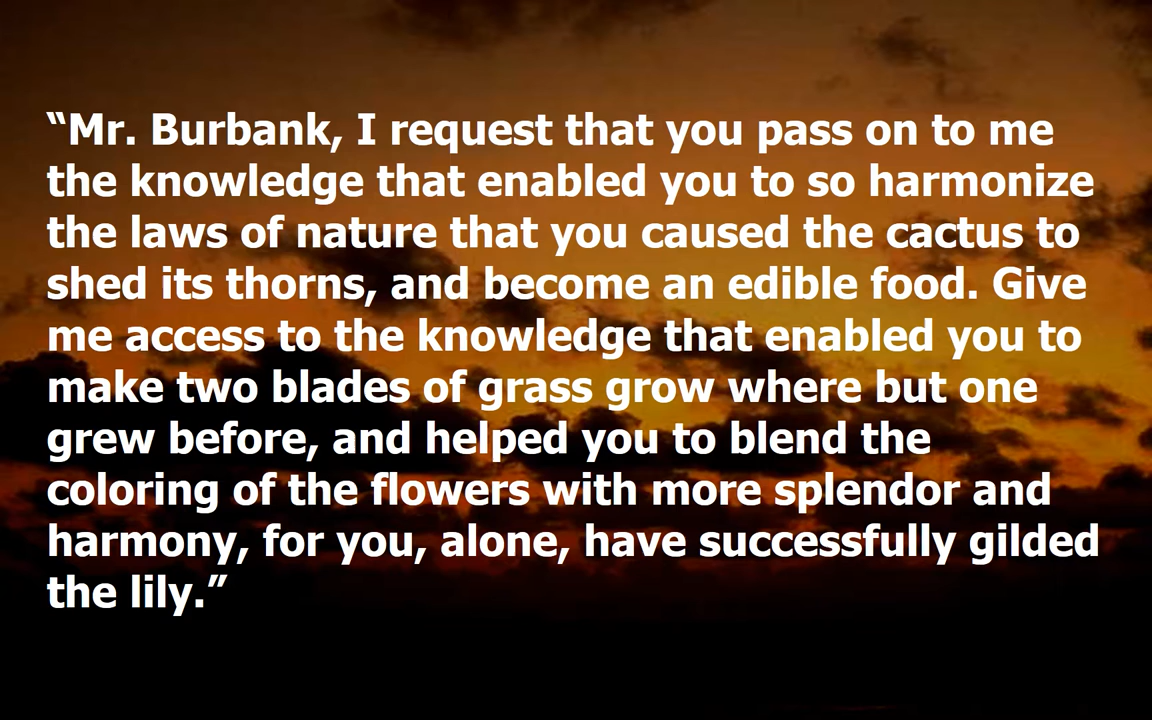 “Mr. Burbank, I request that you pass on to me
the knowledge that enabled you to so harmonize
the laws of nature that you caused the cactus to
shed its thorns, and become an edible food. Give
me access to the knowledge that enabled you to
make two blades of grass grow where but one
grew before, and helped you to blend the
coloring of the flowers with more splendor and
harmony, for you, alone, have successfully gilded
the lily.”